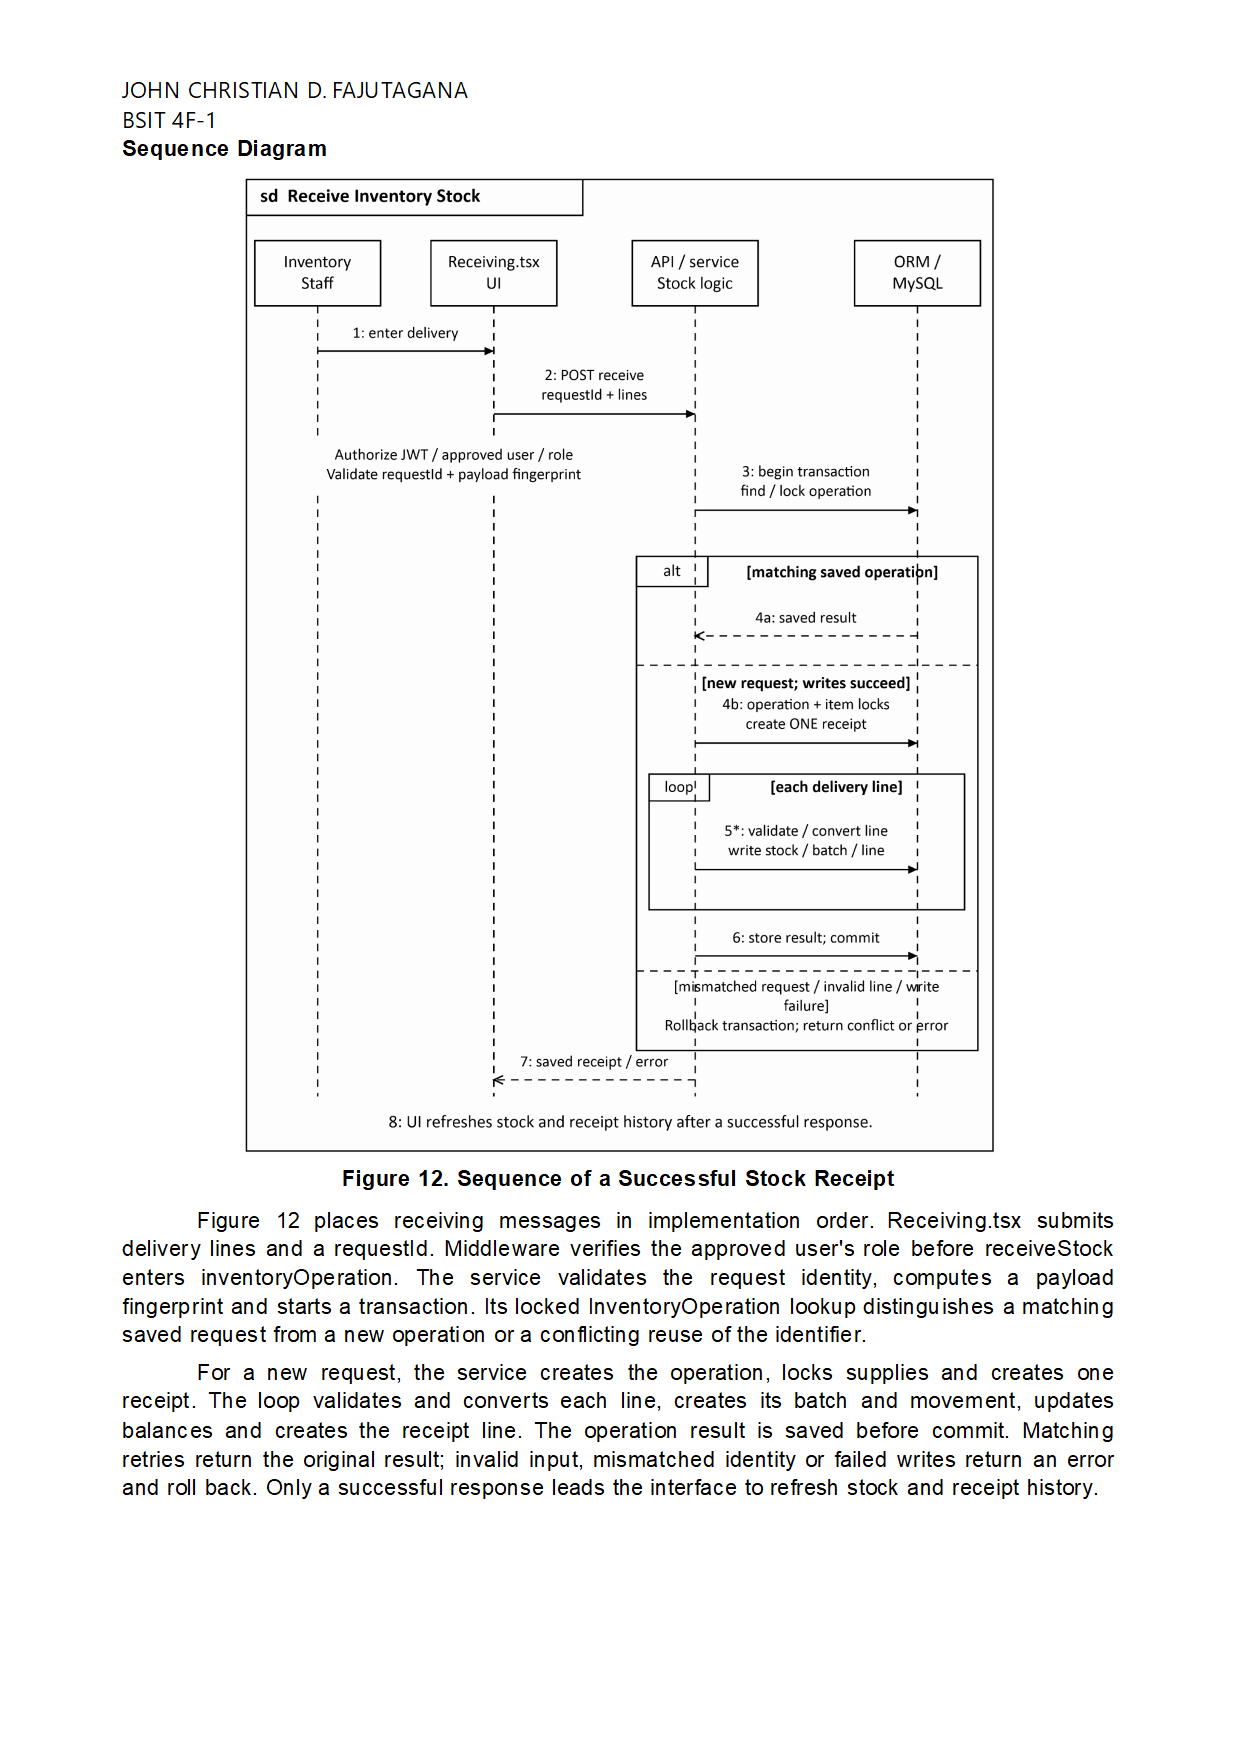 JOHN CHRISTIAN D. FAJUTAGANA
BSIT 4F-1
Sequence Diagram
sd Receive Inventory Stock
Inventory
Staff
Receiving.tsx
UI
API / service
Stock logic
ORM /
MySQL
1: enter delivery
2: POST receive
requestId + lines
Authorize JWT / approved user / role
Validate requestId + payload fingerprint
3: begin transaction
find / lock operation
alt
[matching saved operation]
4a: saved result
[new request; writes succeed]
4b: operation + item locks
create ONE receipt
loop
[each delivery line]
5*: validate / convert line
write stock / batch / line
6: store result; commit
[mismatched request / invalid line / write
failure]
Rollback transaction; return conflict or error
7: saved receipt / error
8: UI refreshes stock and receipt history after a successful response.
Figure 12. Sequence of a Successful Stock Receipt
Figure 12 places receiving messages in implementation order. Receiving.tsx submits
delivery lines and a requestId. Middleware verifies the approved user's role before receiveStock
enters inventoryOperation. The service validates the request identity, computes a payload
fingerprint and starts a transaction. Its locked InventoryOperation lookup distinguishes a matching
saved request from a new operation or a conflicting reuse of the identifier.
For a new request, the service creates the operation, locks supplies and creates one
receipt. The loop validates and converts each line, creates its batch and movement, updates
balances and creates the receipt line. The operation result is saved before commit. Matching
retries return the original result; invalid input, mismatched identity or failed writes return an error
and roll back. Only a successful response leads the interface to refresh stock and receipt history.